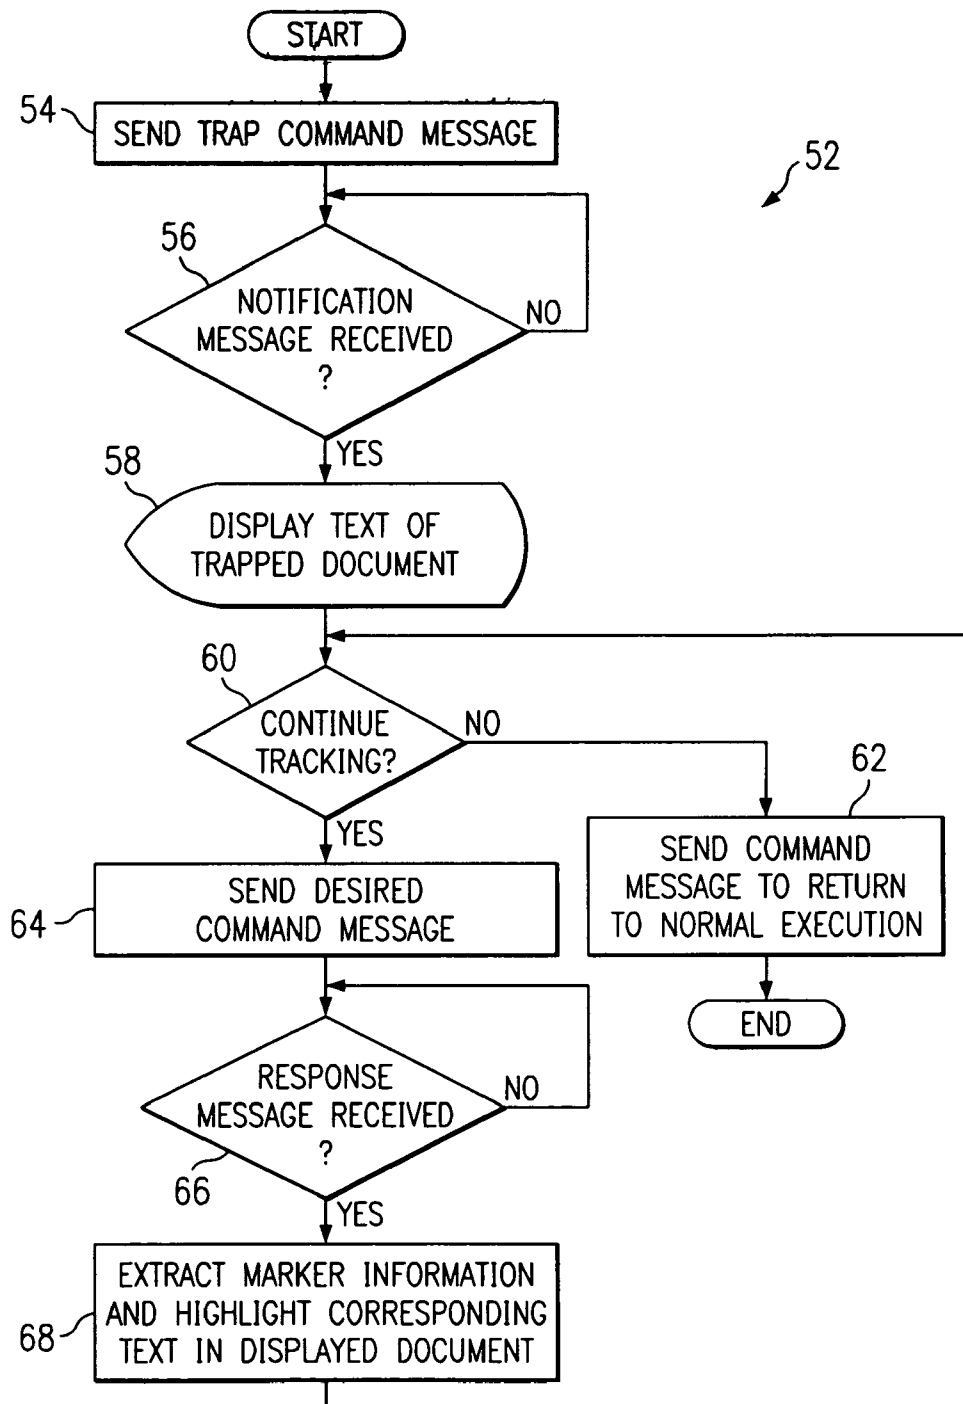 START
54
SEND TRAP COMMAND MESSAGE
52
56
NOTIFICATION
MESSAGE RECEIVED
?
NO
YES
58
DISPLAY TEXT OF
TRAPPED DOCUMENT
60
CONTINUE
TRACKING?
NO
62
YES
SEND COMMAND
MESSAGE TO RETURN
TO NORMAL EXECUTION
64
SEND DESIRED
COMMAND MESSAGE
END
RESPONSE
MESSAGE RECEIVED
?
NO
66
YES
68
EXTRACT MARKER INFORMATION
AND HIGHLIGHT CORRESPONDING
TEXT IN DISPLAYED DOCUMENT